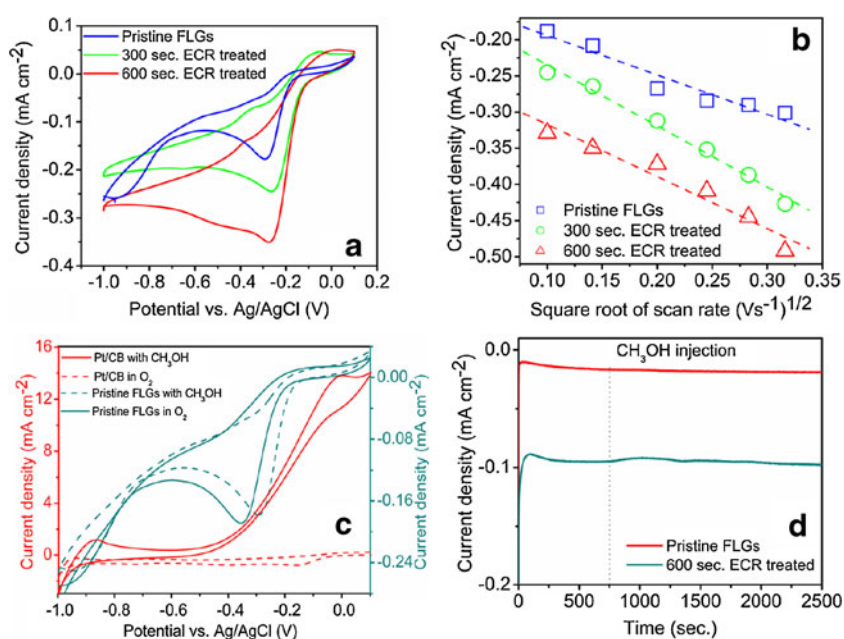 Pristine FLGs
300 sec. ECR treated
600 sec. ECR treated
0.1
0.0
-0.1
-0.2
-0.3
-0.4
-1.0 -0.8 -0.6 -0.4 -0.2 0.0 0.2
Current density (mA cm-2)
Potential vs. Ag/AgCl (V)
a
b
-0.20
-0.25
-0.30
-0.35
-0.40
-0.45
-0.50
Pristine FLGs
300 sec. ECR treated
600 sec. ECR treated
0.10 0.15 0.20 0.25 0.30 0.35
Current density (mA cm-2)
Square root of scan rate (Vs-1)1/2
16
14
12
10
8
6
4
2
0
Pt/CB with CH3OH
Pt/CB in O2
Pristine FLGs with CH3OH
Pristine FLGs in O2
0.00
-0.08
-0.16
-0.24
-1.0 -0.8 -0.6 -0.4 -0.2 0.0
Current density (mA cm-2)
Current density (mA cm-2)
Potential vs. Ag/AgCl (V)
c
0.0
-0.1
-0.2
CH3OH injection
d
Pristine FLGs
600 sec. ECR treated
0 500 1000 1500 2000 2500
Current density (mA cm-2)
Time (sec.)